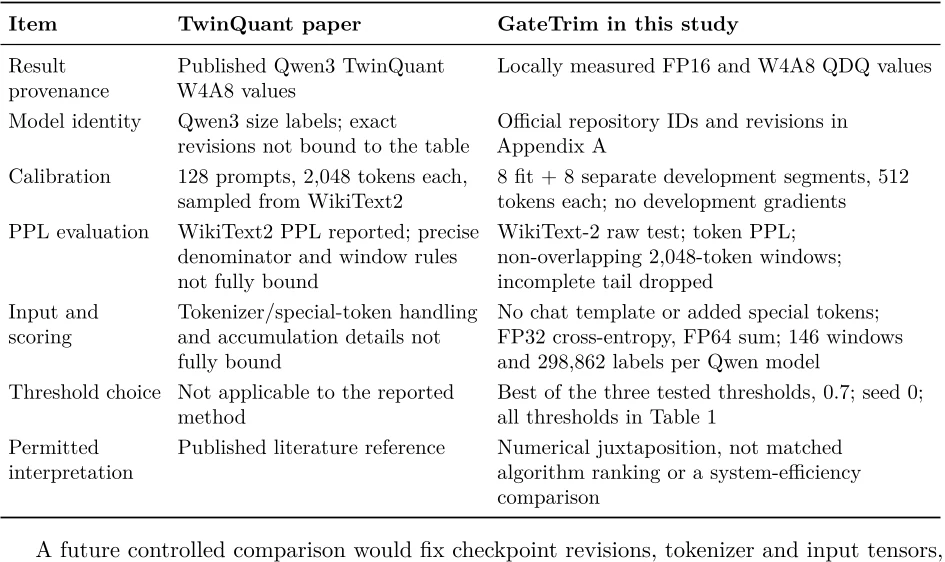 Item TwinQuant paper GateTrim in this study
Result Published Qwen3 TwinQuant Locally measured FP16 and W4A8 QDQ values
provenance W4A8 values
Model identity Qwen3 size labels; exact Official repository IDs and revisions in
revisions not bound to the table Appendix A
Calibration 128 prompts, 2,048 tokens each, 8 fit + 8 separate development segments, 512
sampled from WikiText2 tokens each; no development gradients
PPL evaluation WikiText2 PPL reported; precise WikiText-2 raw test; token PPL;
denominator and window rules non-overlapping 2,048-token windows;
not fully bound incomplete tail dropped
Input and Tokenizer/special-token handling No chat template or added special tokens;
scoring and accumulation details not FP32 cross-entropy, FP64 sum; 146 windows
fully bound and 298,862 labels per Qwen model
Threshold choice Not applicable to the reported Best of the three tested thresholds, 0.7; seed 0;
method all thresholds in Table 1
Permitted Published literature reference Numerical juxtaposition, not matched
interpretation algorithm ranking or a system-efficiency
comparison
A future controlled comparison would fix checkpoint revisions, tokenizer and input tensors,